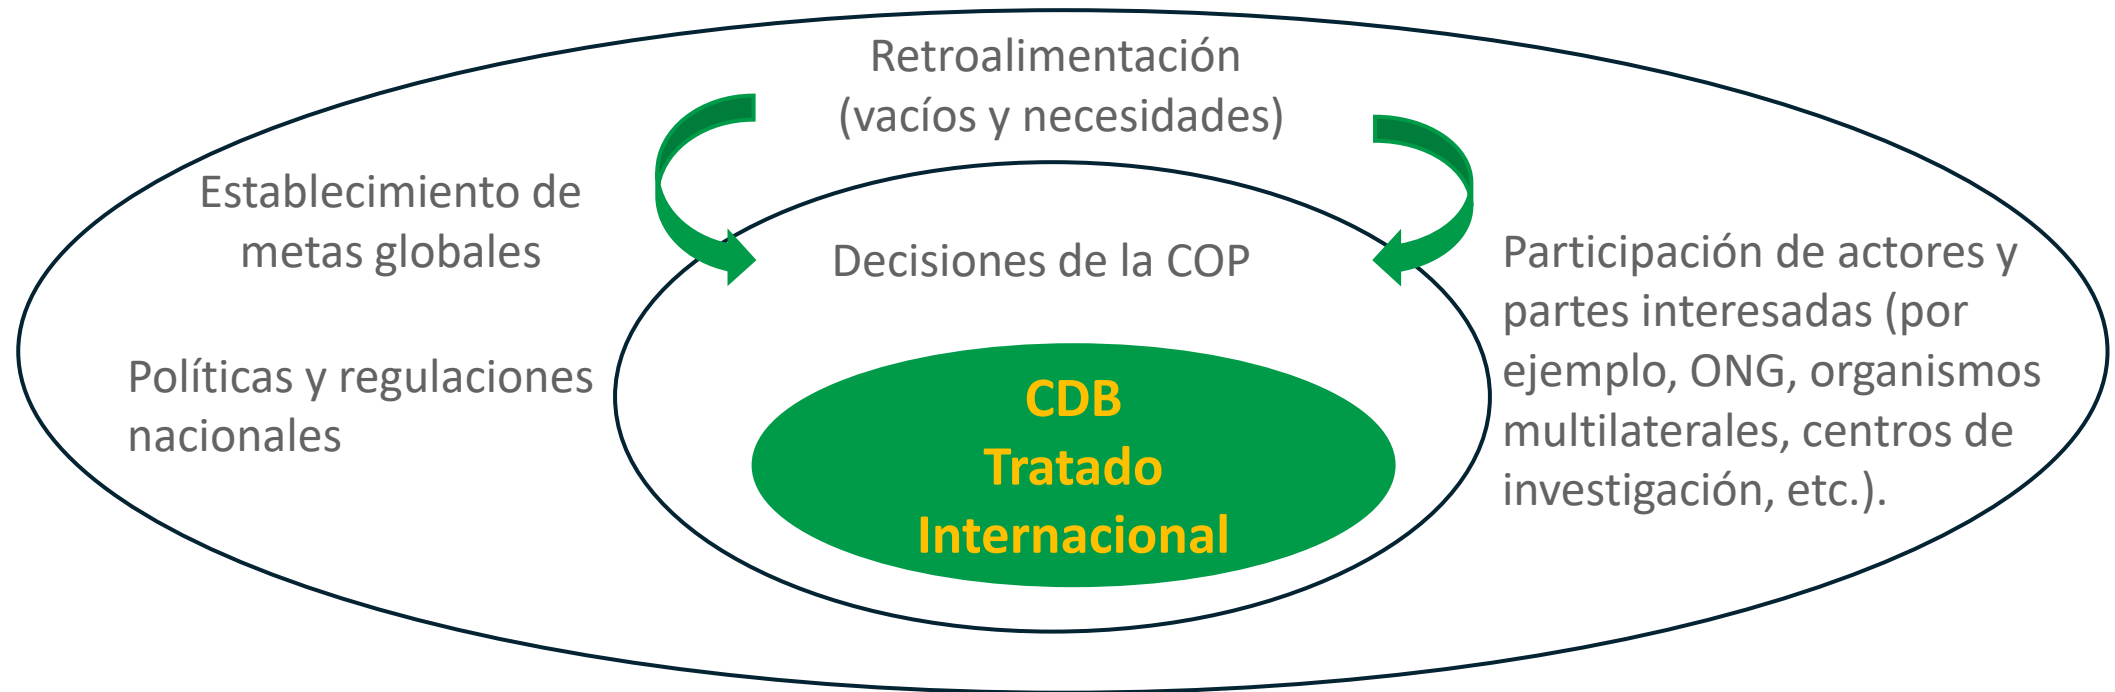 Retroalimentación
(vacíos y necesidades)
Establecimiento de
metas globales
Políticas y regulaciones
nacionales
Decisiones de la COP
CDB
Tratado
Internacional
Participación de actores y
partes interesadas (por
ejemplo, ONG, organismos
multilaterales, centros de
investigación, etc.).